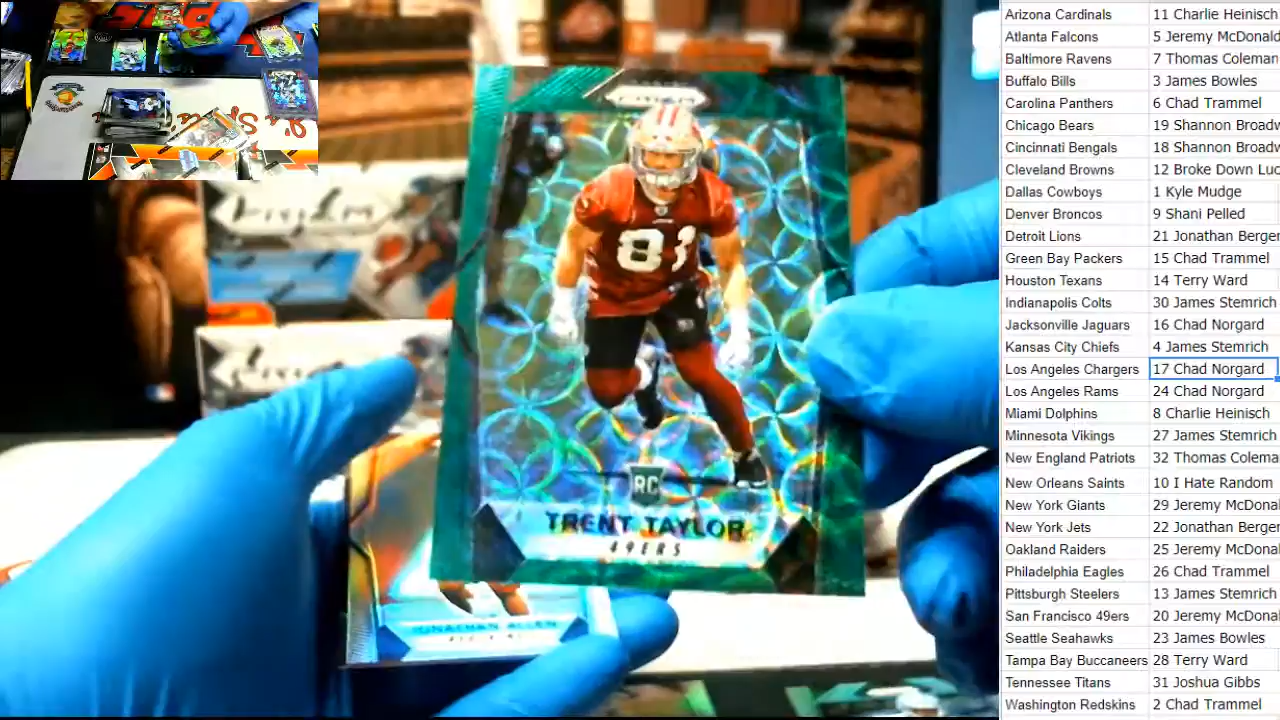 Arizona Cardinals 11 Charlie Heinisch
Atlanta Falcons 5 Jeremy McDonald
Baltimore Ravens 7 Thomas Coleman
Buffalo Bills 3 James Bowles
Carolina Panthers 6 Chad Trammel
Chicago Bears 19 Shannon Broadw
Cincinnati Bengals 18 Shannon Broadw
Cleveland Browns 12 Broke Down Luc
Dallas Cowboys 1 Kyle Mudge
Denver Broncos 9 Shani Pelled
Detroit Lions 21 Jonathan Berger
Green Bay Packers 15 Chad Trammel
Houston Texans 14 Terry Ward
Indianapolis Colts 30 James Stemrich
Jacksonville Jaguars 16 Chad Norgard
Kansas City Chiefs 4 James Stemrich
Los Angeles Chargers 17 Chad Norgard
Los Angeles Rams 24 Chad Norgard
Miami Dolphins 8 Charlie Heinisch
Minnesota Vikings 27 James Stemrich
New England Patriots 32 Thomas Colema
New Orleans Saints 10 I Hate Random
New York Giants 29 Jeremy McDonal
New York Jets 22 Jonathan Berger
Oakland Raiders 25 Jeremy McDonal
Philadelphia Eagles 26 Chad Trammel
Pittsburgh Steelers 13 James Stemrich
San Francisco 49ers 20 Jeremy McDonal
Seattle Seahawks 23 James Bowles
Tampa Bay Buccaneers 28 Terry Ward
Tennessee Titans 31 Joshua Gibbs
Washington Redskins 2 Chad Trammel
81
RC
TRENT TAYLOR
49ERS
JONATHAN ALLEN